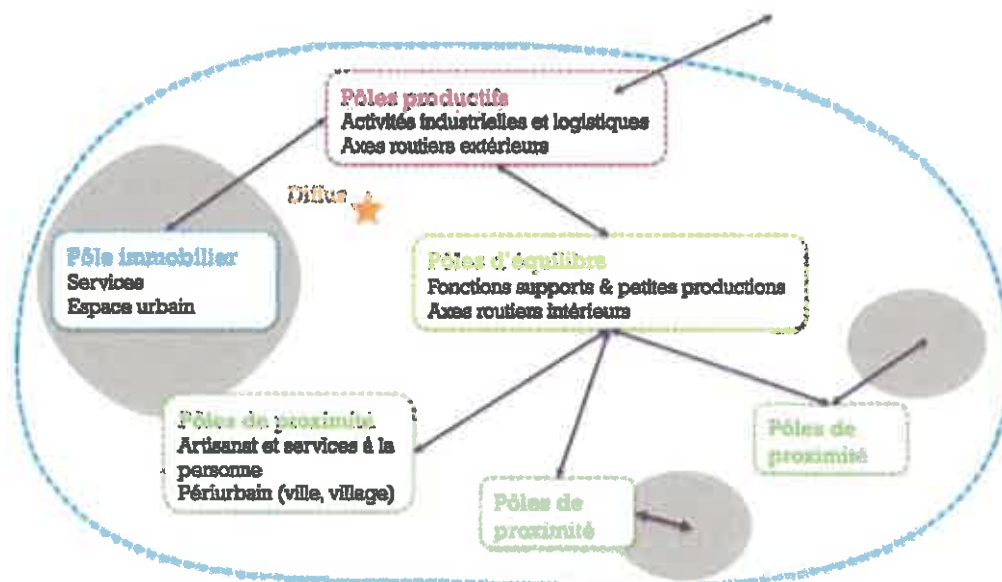 Pôles productifs
Activités industrielles et logistiques
Axes routiers extérieurs
Diffus
Pôle immobilier
Services
Espace urbain
Pôles d'équilibre
Fonctions supports & petites productions
Axes routiers intérieurs
Pôles de proximité
Artisanat et services à la
personne
Périurbain (ville, village)
Pôles de
proximité
Pôles de
proximité